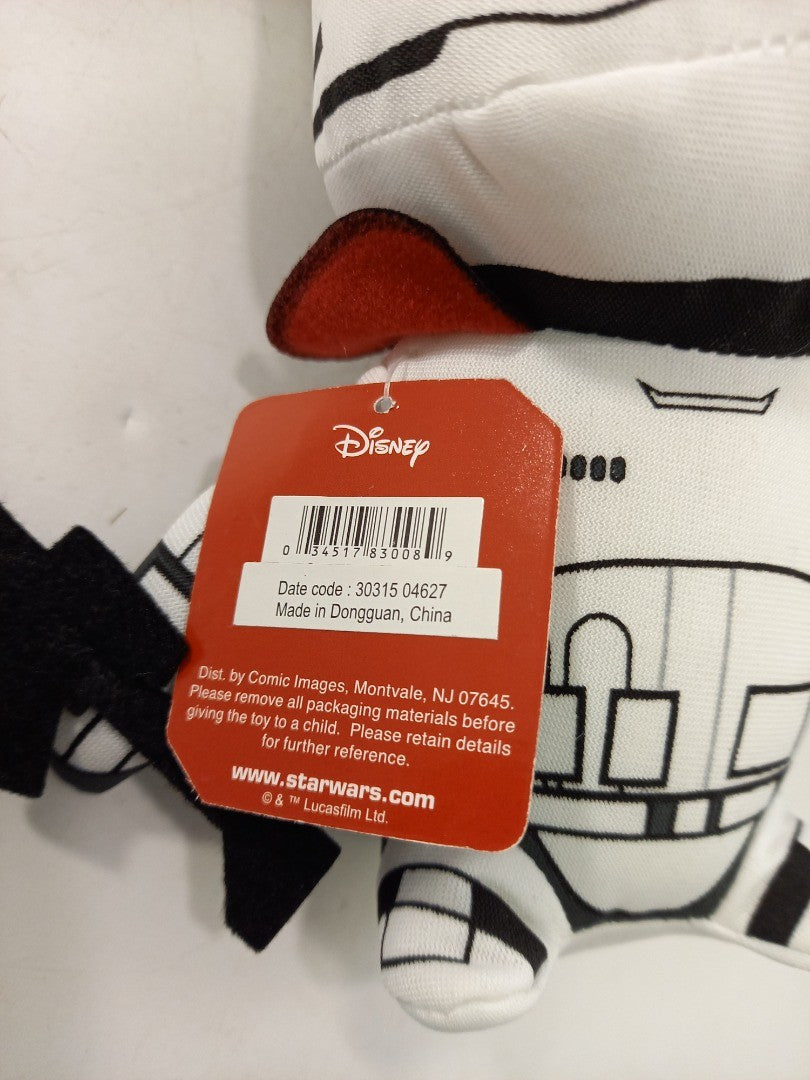 Disney
0 34517 83008 9
Date code : 30315 04627
Made in Dongguan, China
Dist. by Comic Images, Montvale, NJ 07645.
Please remove all packaging materials before
giving the toy to a child. Please retain details
for further reference.
www.starwars.com
© & ™ Lucasfilm Ltd.